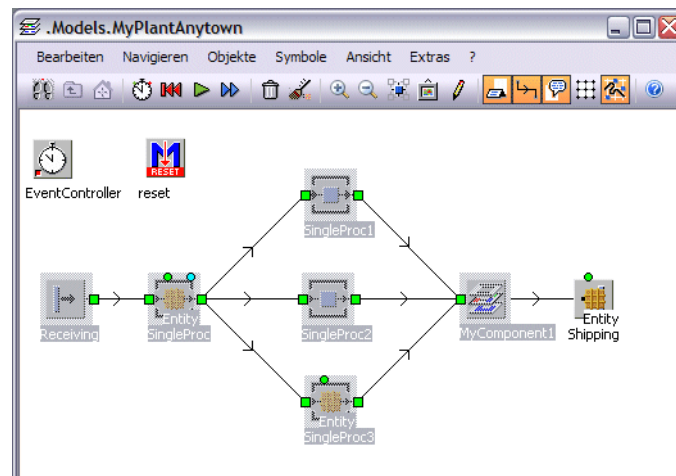 .Models.MyPlantAnytown
Bearbeiten Navigieren Objekte Symbole Ansicht Extras ?
M
RESET
EventController reset
SingleProc1
Entity
Receiving SingleProc
SingleProc2
MyComponent1
Entity
Shipping
Entity
SingleProc3